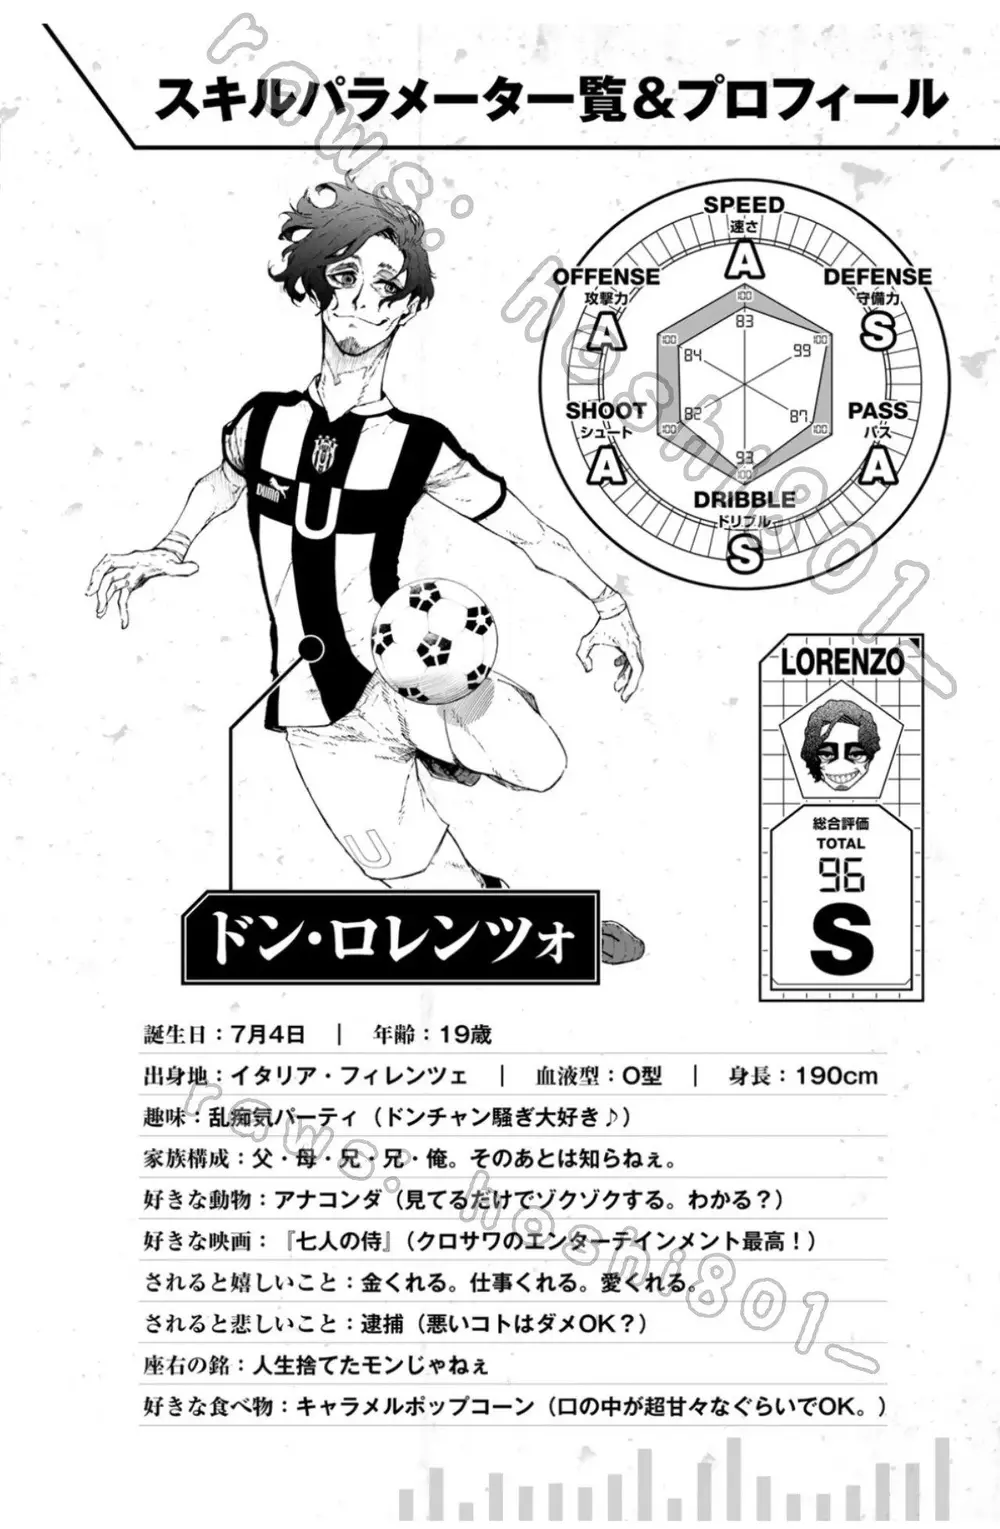 スキルパラメータ一覧＆プロフィール
SPEED
速さ
A
OFFENSE
攻撃力
A
DEFENSE
守備力
S
100
83
100
84
99
100
82
100
87
100
93
100
SHOOT
シュート
A
PASS
パス
A
DRIBBLE
ドリブル
S
PUMA
U
U
LORENZO
総合評価
TOTAL
96
S
ドン・ロレンツォ
誕生日：7月4日 ｜ 年齢：19歳
出身地：イタリア・フィレンツェ ｜ 血液型：O型 ｜ 身長：190cm
趣味：乱痴気パーティ（ドンチャン騒ぎ大好き♪）
家族構成：父・母・兄・兄・俺。そのあとは知らねぇ。
好きな動物：アナコンダ（見てるだけでゾクゾクする。わかる？）
好きな映画：『七人の侍』（クロサワのエンターテインメント最高！）
されると嬉しいこと：金くれる。仕事くれる。愛くれる。
されると悲しいこと：逮捕（悪いコトはダメOK？）
座右の銘：人生捨てたモンじゃねぇ
好きな食べ物：キャラメルポップコーン（口の中が超甘々なぐらいでOK。）
raws: hoshi801_
raws: hoshi801_